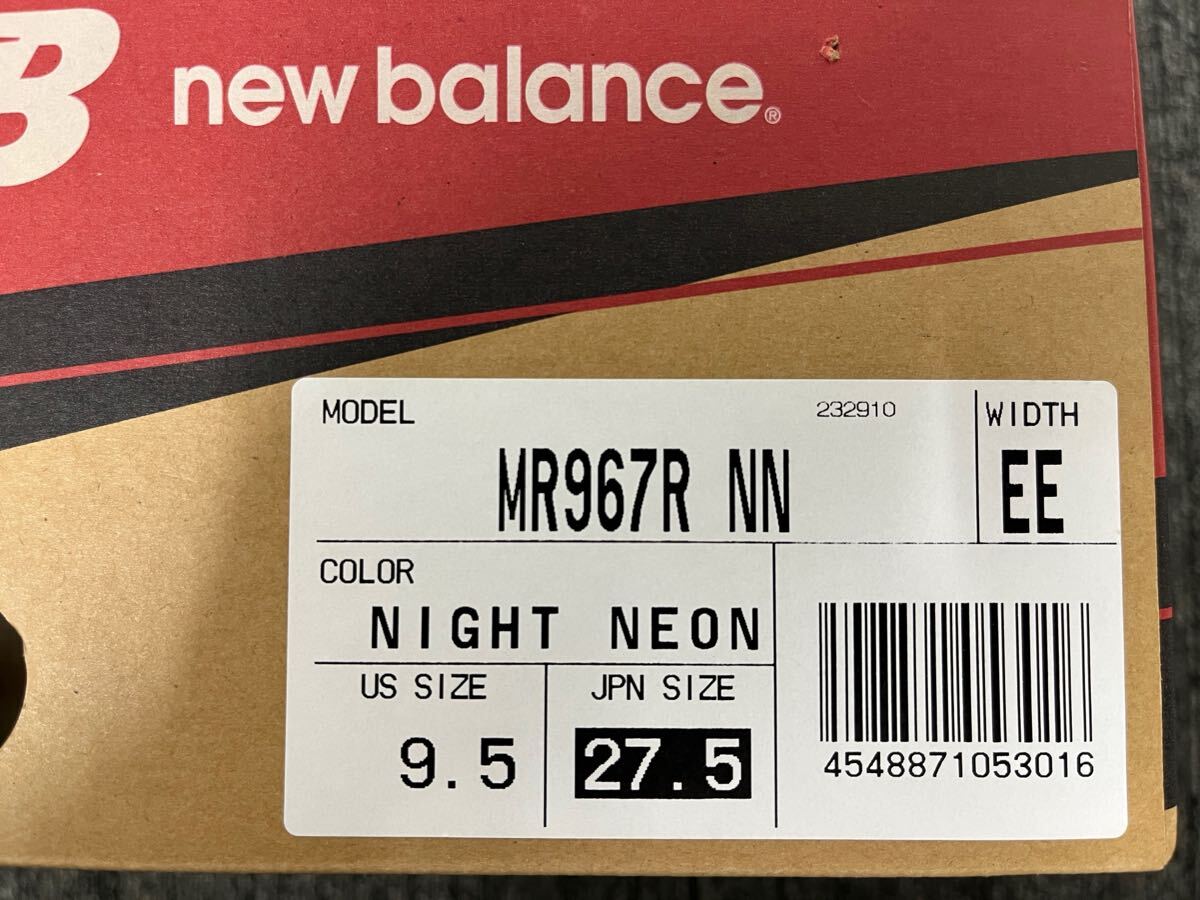 NB
new balance®
MODEL
232910
WIDTH
MR967R NN
EE
COLOR
NIGHT NEON
US SIZE
JPN SIZE
9.5
27.5
4548871053016